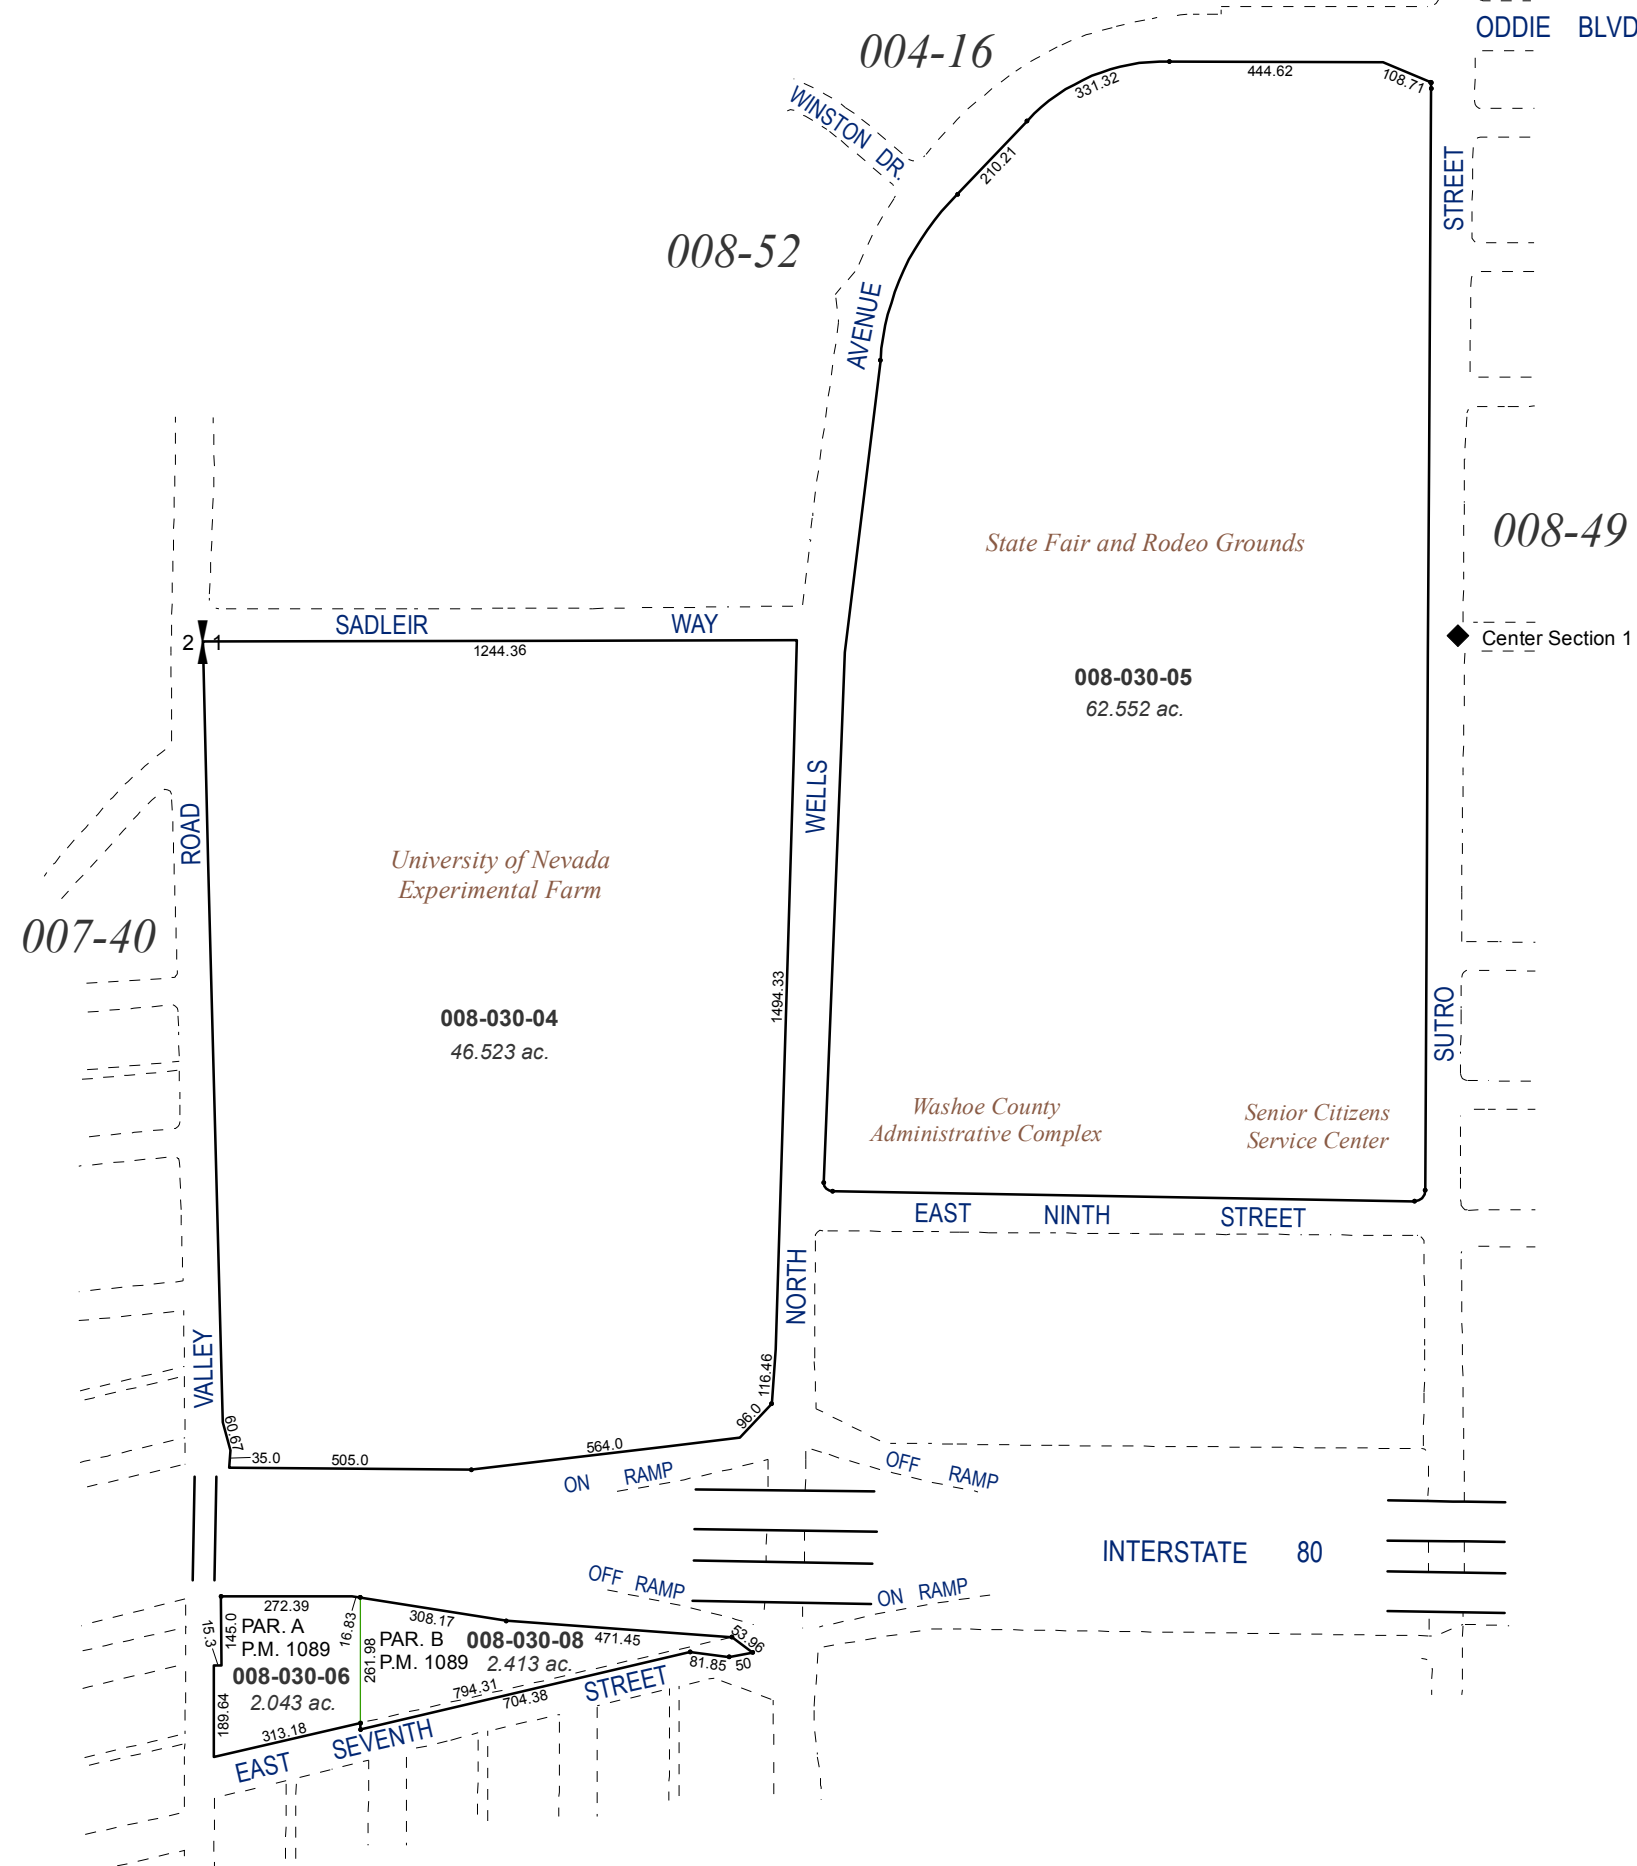 ODDIE BLVD
004-16
444.62
108.71
331.32
WINSTON DR.
210.21
STREET
008-52
AVENUE
State Fair and Rodeo Grounds
008-49
SADLEIR WAY
2 1
1244.36
Center Section 1
008-030-05
62.552 ac.
WELLS
ROAD
University of Nevada
Experimental Farm
007-40
1494.33
008-030-04
46.523 ac.
SUTRO
Washoe County
Administrative Complex
Senior Citizens
Service Center
EAST NINTH STREET
NORTH
VALLEY
116.46
96.0
60.67
35.0
505.0
564.0
ON RAMP
OFF RAMP
INTERSTATE 80
OFF RAMP
ON RAMP
272.39
16.83
308.17
471.45
53.96
15.3
145.0
PAR. A
P.M. 1089
008-030-06
2.043 ac.
261.98
PAR. B
P.M. 1089
008-030-08
2.413 ac.
81.85
50
794.31
704.38
189.64
313.18
EAST SEVENTH STREET